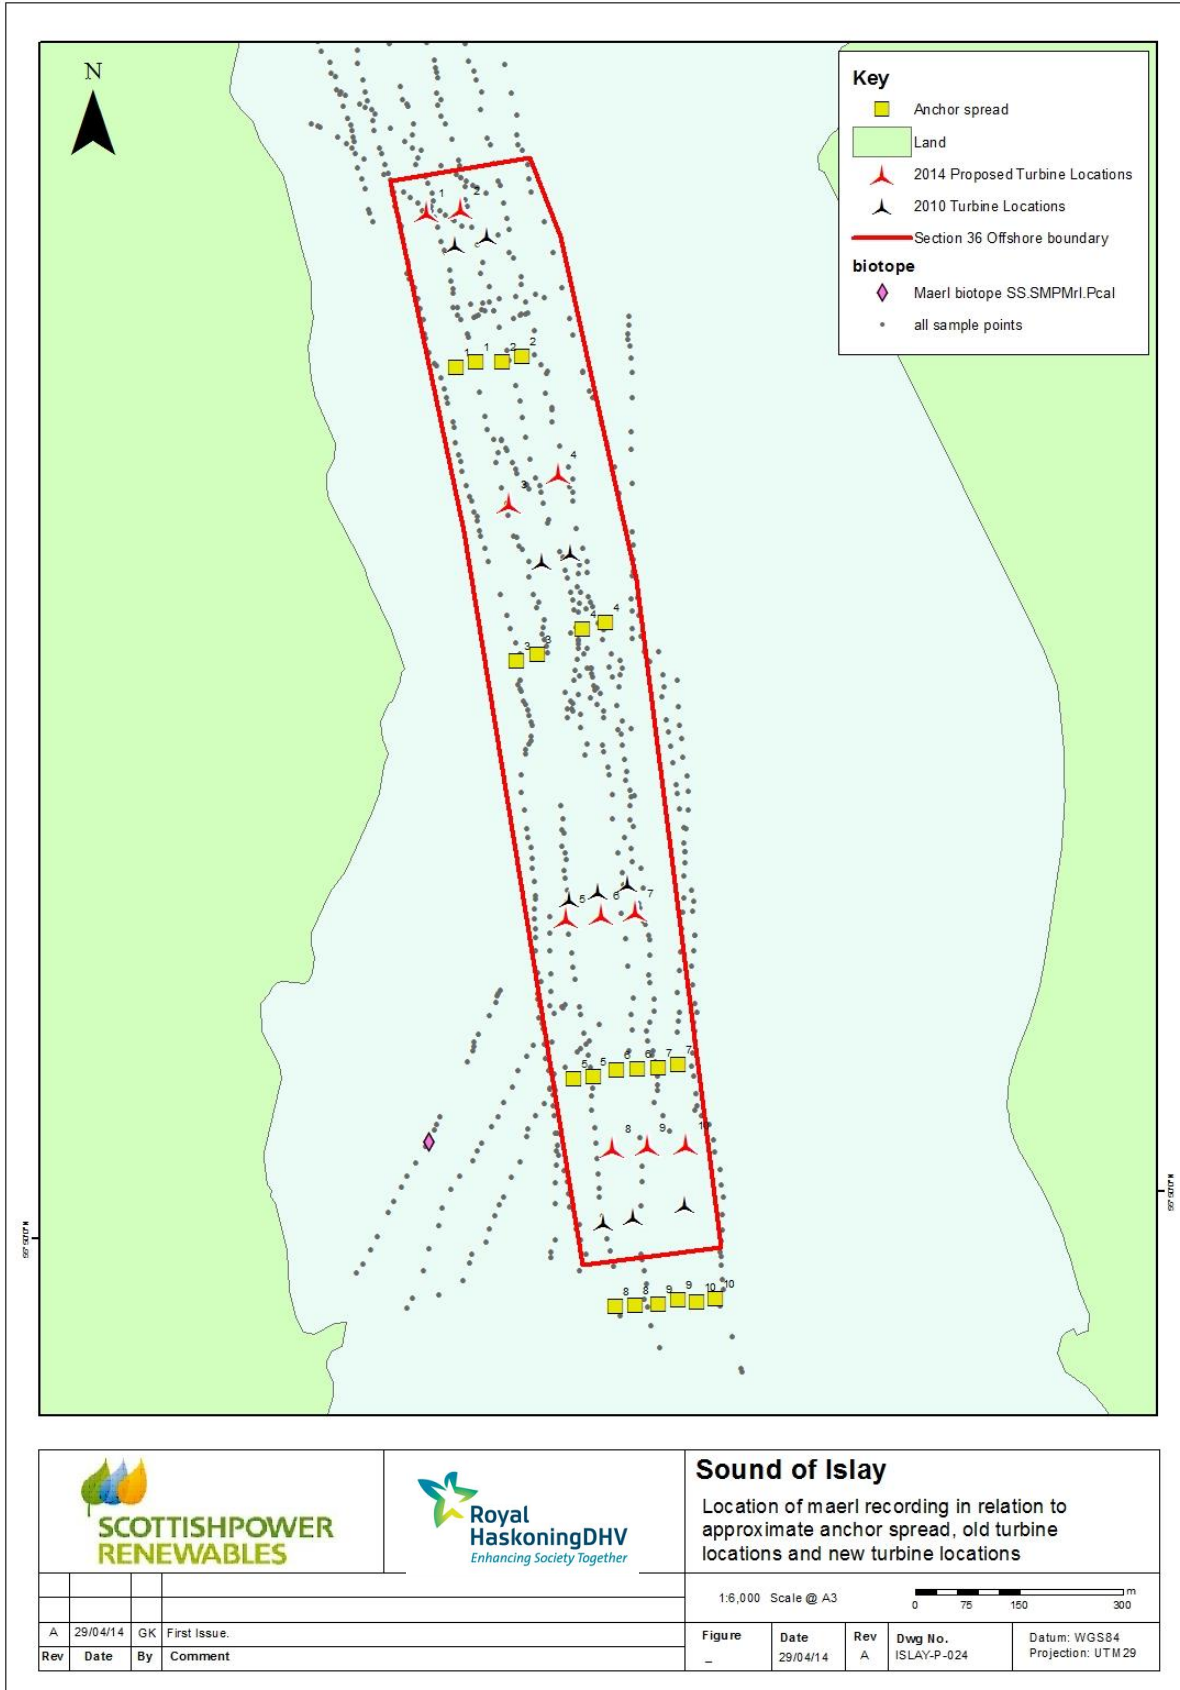 N
Key
Anchor spread
Land
2014 Proposed Turbine Locations
2010 Turbine Locations
Section 36 Offshore boundary
biotope
Maerl biotope SS.SMPMrl.Pcal
all sample points
1
2
1
1
2
2
4
3
4
4
3
3
5
6
7
7
6
6
5
5
8
9
10
10
9
9
8
8
SCOTTISHPOWER
RENEWABLES
Royal
HaskoningDHV
Enhancing Society Together
Sound of Islay
Location of maerl recording in relation to
approximate anchor spread, old turbine
locations and new turbine locations
1:6,000 Scale @ A3
m
0 75 150 300
A 29/04/14 GK First Issue.
Rev Date By Comment
Figure
–
Date
29/04/14
Rev
A
Dwg No.
ISLAY-P-024
Datum: WGS84
Projection: UTM29